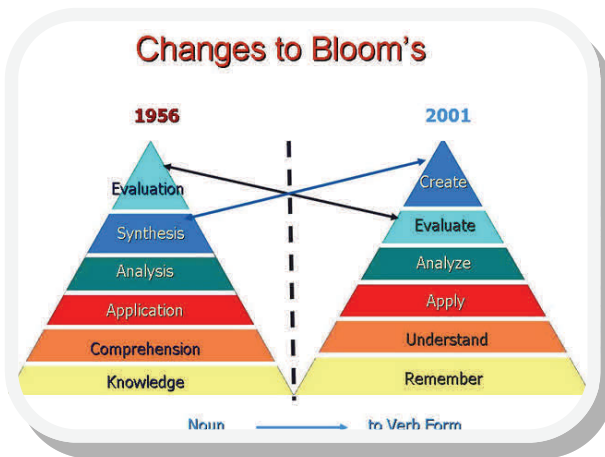 Changes to Bloom's
1956
2001
Evaluation
Synthesis
Analysis
Application
Comprehension
Knowledge
Create
Evaluate
Analyze
Apply
Understand
Remember
Noun to Verb Form